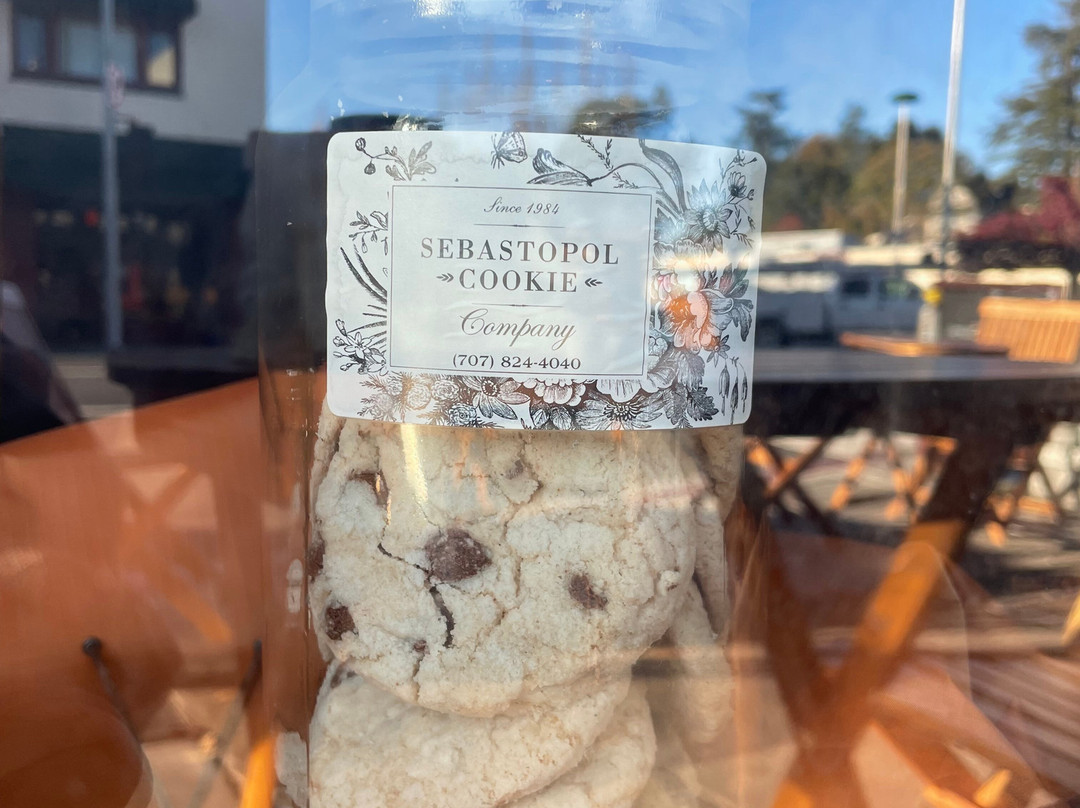 Since 1984
SEBASTOPOL
COOKIE
Company
(707) 824-4040